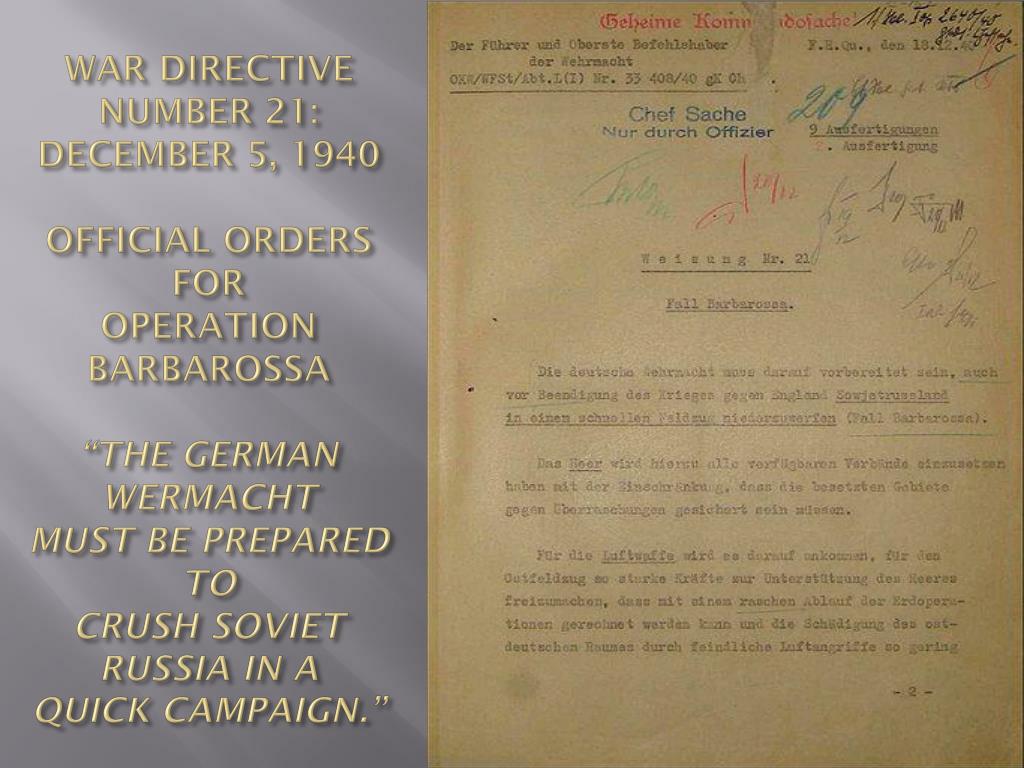 WAR DIRECTIVE
NUMBER 21:
DECEMBER 5, 1940
OFFICIAL ORDERS
FOR
OPERATION
BARBAROSSA
“THE GERMAN
WERMACHT
MUST BE PREPARED
TO
CRUSH SOVIET
RUSSIA IN A
QUICK CAMPAIGN.”
Geheime Kommandosache
Der Führer und Oberste Befehlshaber
der Wehrmacht
OKW/WFSt/Abt.L(I) Nr. 33 408/40 gK Ch
F.H.Qu., den 18.12.
Chef Sache
Nur durch Offizier
209
9 Ausfertigungen
2. Ausfertigung
Weisung Nr. 21
Fall Barbarossa.
Die deutsche Wehrmacht muss darauf vorbereitet sein, auch
vor Beendigung des Krieges gegen England Sowjetrussland
in einem schnellen Feldzug niederzuwerfen (Fall Barbarossa).
Das Heer wird hierzu alle verfügbaren Verbände einzusetzen
haben mit der Einschränkung, dass die besetzten Gebiete
gegen Überraschungen gesichert sein müssen.
Für die Luftwaffe wird es darauf ankommen, für den
Ostfeldzug so starke Kräfte zur Unterstützung des Heeres
freizumachen, dass mit einem raschen Ablauf der Erdopera-
tionen gerechnet werden kann und die Schädigung des ost-
deutschen Raumes durch feindliche Luftangriffe so gering
- 2 -